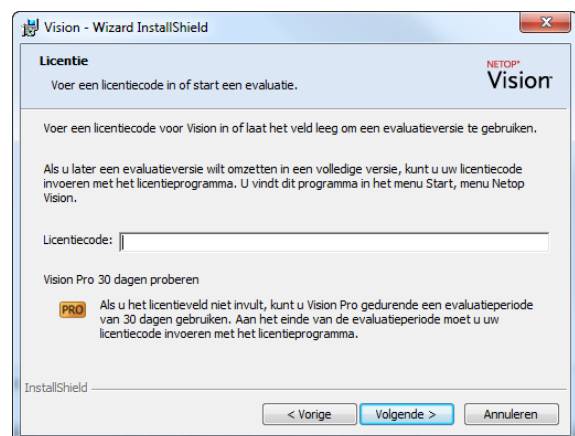 Vision - Wizard InstallShield
Licentie
Voer een licentiecode in of start een evaluatie.
NETOP
Vision
Voer een licentiecode voor Vision in of laat het veld leeg om een evaluatieversie te gebruiken.
Als u later een evaluatieversie wilt omzetten in een volledige versie, kunt u uw licentiecode
invoeren met het licentieprogramma. U vindt dit programma in het menu Start, menu Netop
Vision.
Licentiecode:
Vision Pro 30 dagen proberen
PRO
Als u het licentieveld niet invult, kunt u Vision Pro gedurende een evaluatieperiode
van 30 dagen gebruiken. Aan het einde van de evaluatieperiode moet u uw
licentiecode invoeren met het licentieprogramma.
InstallShield
< Vorige
Volgende >
Annuleren